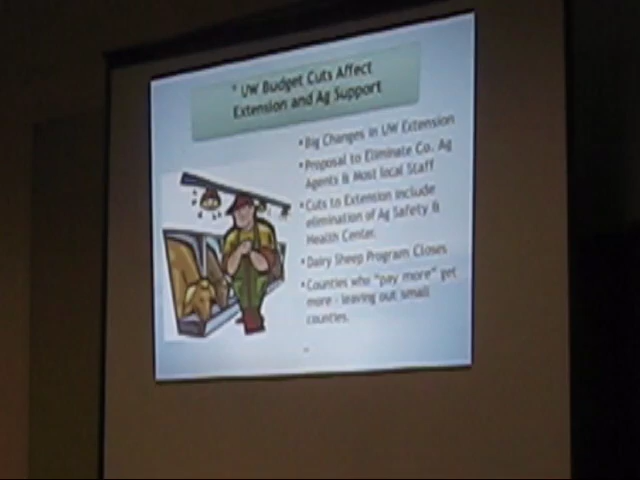 * UW Budget Cuts Affect
Extension and Ag Support
• Big Changes in UW Extension
• Proposal to Eliminate Co. Ag
Agents & Most local Staff
• Cuts to Extension include
elimination of Ag Safety &
Health Center.
• Dairy Sheep Program Closes
• Counties who "pay more" get
more - leaving out small
counties.